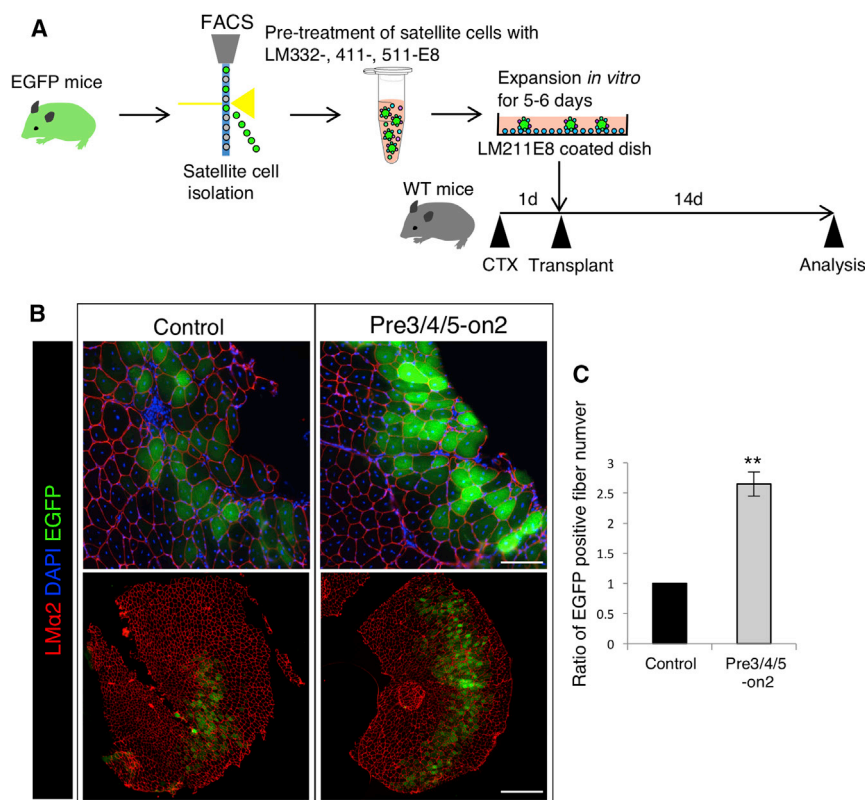 A
FACS
EGFP mice
Satellite cell
isolation
Pre-treatment of satellite cells with
LM332-, 411-, 511-E8
Expansion in vitro
for 5-6 days
LM211E8 coated dish
WT mice
1d
14d
CTX
Transplant
Analysis
B
Control
Pre3/4/5-on2
LMα2 DAPI EGFP
C
Ratio of EGFP positive fiber numver
3
2.5
2
1
0.5
0
**
Control
Pre3/4/5
-on2